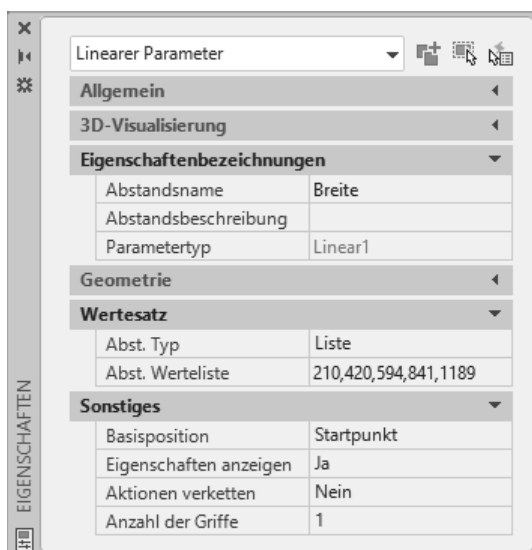 Linearer Parameter
Allgemein
3D-Visualisierung
Eigenschaftenbezeichnungen
Abstandsname Breite
Abstandsbeschreibung
Parametertyp Linear1
Geometrie
Wertesatz
Abst. Typ Liste
Abst. Werteliste 210,420,594,841,1189
Sonstiges
Basisposition Startpunkt
Eigenschaften anzeigen Ja
Aktionen verketten Nein
Anzahl der Griffe 1
EIGENSCHAFTEN